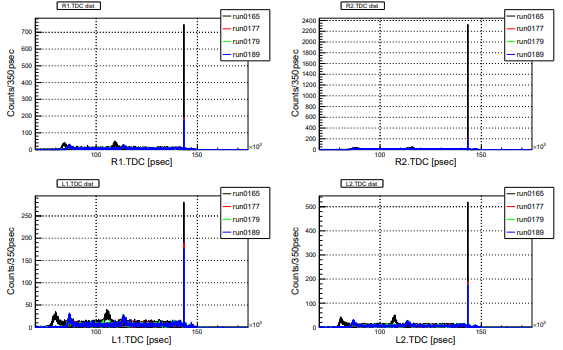 R1.TDC dist
run0165
run0177
run0179
run0189
Counts/350psec
700
600
500
400
300
200
100
0
100
150
×10³
R1.TDC [psec]
R2.TDC dist
run0165
run0177
run0179
run0189
Counts/350psec
2400
2200
2000
1800
1600
1400
1200
1000
800
600
400
200
0
100
150
×10³
R2.TDC [psec]
L1.TDC dist
run0165
run0177
run0179
run0189
Counts/350psec
250
200
150
100
50
0
100
150
×10³
L1.TDC [psec]
L2.TDC dist
run0165
run0177
run0179
run0189
Counts/350psec
500
400
300
200
100
0
100
150
×10³
L2.TDC [psec]